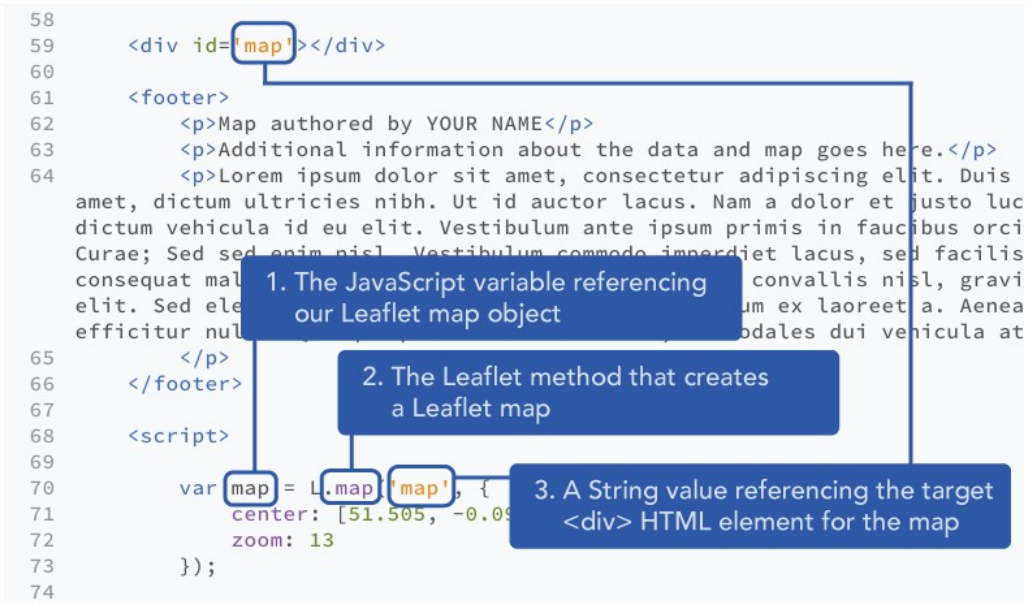 58
59 <div id='map'></div>
60
61 <footer>
62 <p>Map authored by YOUR NAME</p>
63 <p>Additional information about the data and map goes here.</p>
64 <p>Lorem ipsum dolor sit amet, consectetur adipiscing elit. Duis
amet, dictum ultricies nibh. Ut id auctor lacus. Nam a dolor et justo luc
dictum vehicula id eu elit. Vestibulum ante ipsum primis in faucibus orci
Curae; Sed sed enim nisl. Vestibulum commodo imperdiet lacus, sed facilis
consequat mal convallis nisl, gravi
elit. Sed ele um ex laoreet a. Aenea
efficitur nul odales dui vehicula at
1. The JavaScript variable referencing
our Leaflet map object
65 </p>
66 </footer>
2. The Leaflet method that creates
a Leaflet map
67
68 <script>
69
70 var map = L.map('map', {
71 center: [51.505, -0.09
72 zoom: 13
3. A String value referencing the target
<div> HTML element for the map
73 });
74